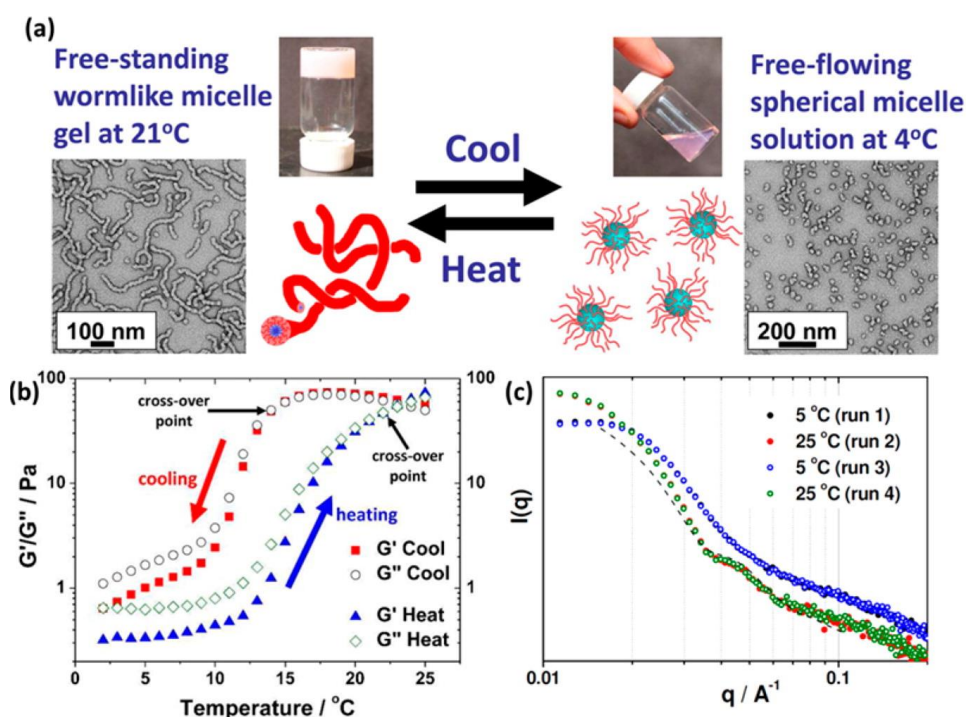 (a)
Free-standing
wormlike micelle
gel at 21°C
100 nm
Cool
Heat
Free-flowing
spherical micelle
solution at 4°C
200 nm
(b)
100
10
1
G'/G'' / Pa
cross-over
point
cooling
heating
cross-over
point
G' Cool
G'' Cool
G' Heat
G'' Heat
100
10
1
0 5 10 15 20 25
Temperature / °C
(c)
I(q)
5 °C (run 1)
25 °C (run 2)
5 °C (run 3)
25 °C (run 4)
0.01 0.1
q / A⁻¹